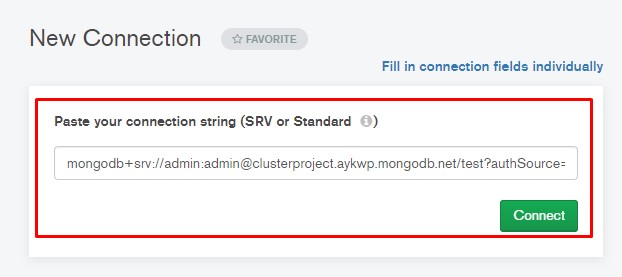 New Connection
☆ FAVORITE
Fill in connection fields individually
Paste your connection string (SRV or Standard i)
mongodb+srv://admin:admin@clusterproject.aykwp.mongodb.net/test?authSource=
Connect